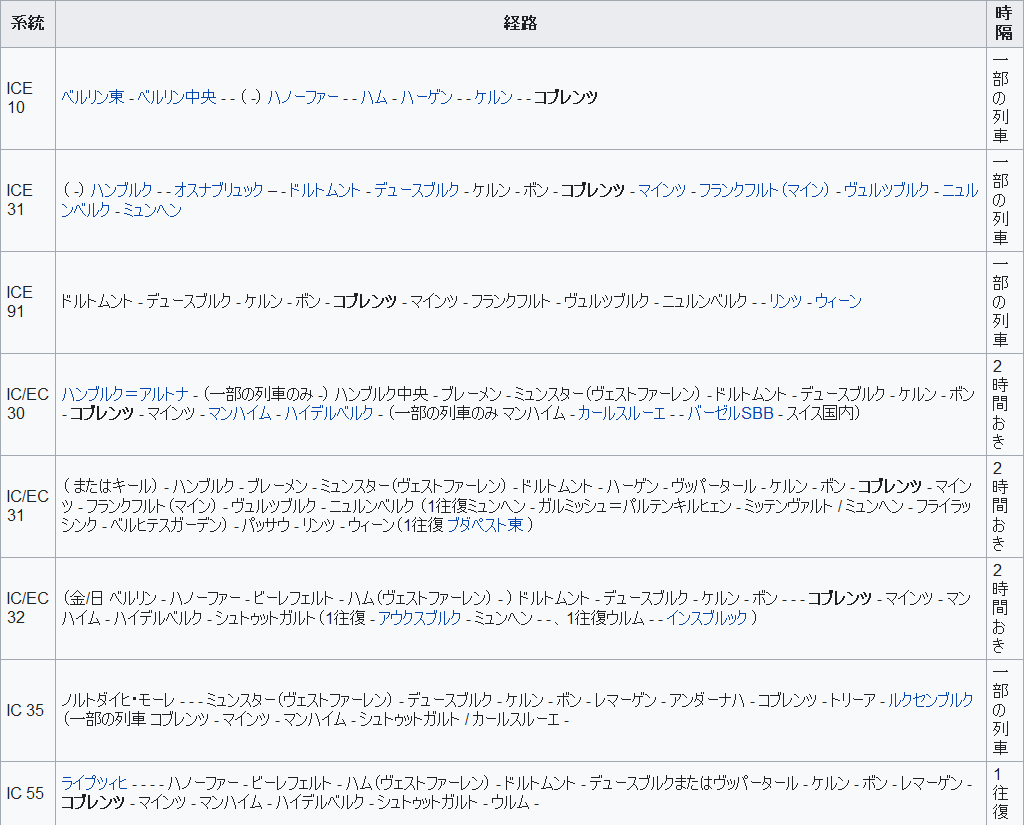 系統
経路
時隔
ICE 10
ベルリン東 - ベルリン中央 - - ( -) ハノーファー - - ハム - ハーゲン - - ケルン - - コブレンツ
一部の列車
ICE 31
( -) ハンブルク - - オスナブリュック – - ドルトムント - デュースブルク - ケルン - ボン - コブレンツ - マインツ - フランクフルト(マイン) - ヴュルツブルク - ニュル
ンベルク - ミュンヘン
一部の列車
ICE 91
ドルトムント - デュースブルク - ケルン - ボン - コブレンツ - マインツ - フランクフルト - ヴュルツブルク - ニュルンベルク - - リンツ - ウィーン
一部の列車
IC/EC 30
ハンブルク=アルトナ - (一部の列車のみ -) ハンブルク中央 - ブレーメン - ミュンスター(ヴェストファーレン) - ドルトムント - デュースブルク - ケルン - ボン
- コブレンツ - マインツ - マンハイム - ハイデルベルク - (一部の列車のみ マンハイム - カールスルーエ - - バーゼルSBB - スイス国内)
2時間おき
IC/EC 31
( またはキール) - ハンブルク - ブレーメン - ミュンスター(ヴェストファーレン) - ドルトムント - ハーゲン - ヴッパータール - ケルン - ボン - コブレンツ - マイン
ツ - フランクフルト(マイン) - ヴュルツブルク - ニュルンベルク (1往復ミュンヘン - ガルミッシュ=パルテンキルヒェン - ミッテンヴァルト / ミュンヘン - フライラッ
シンク - ベルヒテスガーデン) - パッサウ - リンツ - ウィーン(1往復 ブダペスト東 )
2時間おき
IC/EC 32
(金/日 ベルリン - ハノーファー - ビーレフェルト - ハム(ヴェストファーレン) - ) ドルトムント - デュースブルク - ケルン - ボン - - - コブレンツ - マインツ - マン
ハイム - ハイデルベルク - シュトゥットガルト (1往復 - アウクスブルク - ミュンヘン - - 、1往復ウルム - - インスブルック )
2時間おき
IC 35
ノルトダイヒ・モーレ - - - ミュンスター(ヴェストファーレン) - デュースブルク - ケルン - ボン - レマーゲン - アンダーナハ - コブレンツ - トリーア - ルクセンブルク
(一部の列車 コブレンツ - マインツ - マンハイム - シュトゥットガルト / カールスルーエ -
一部の列車
IC 55
ライプツィヒ - - - - ハノーファー - ビーレフェルト - ハム(ヴェストファーレン) - ドルトムント - デュースブルクまたはヴッパータール - ケルン - ボン - レマーゲン -
コブレンツ - マインツ - マンハイム - ハイデルベルク - シュトゥットガルト - ウルム -
1往復